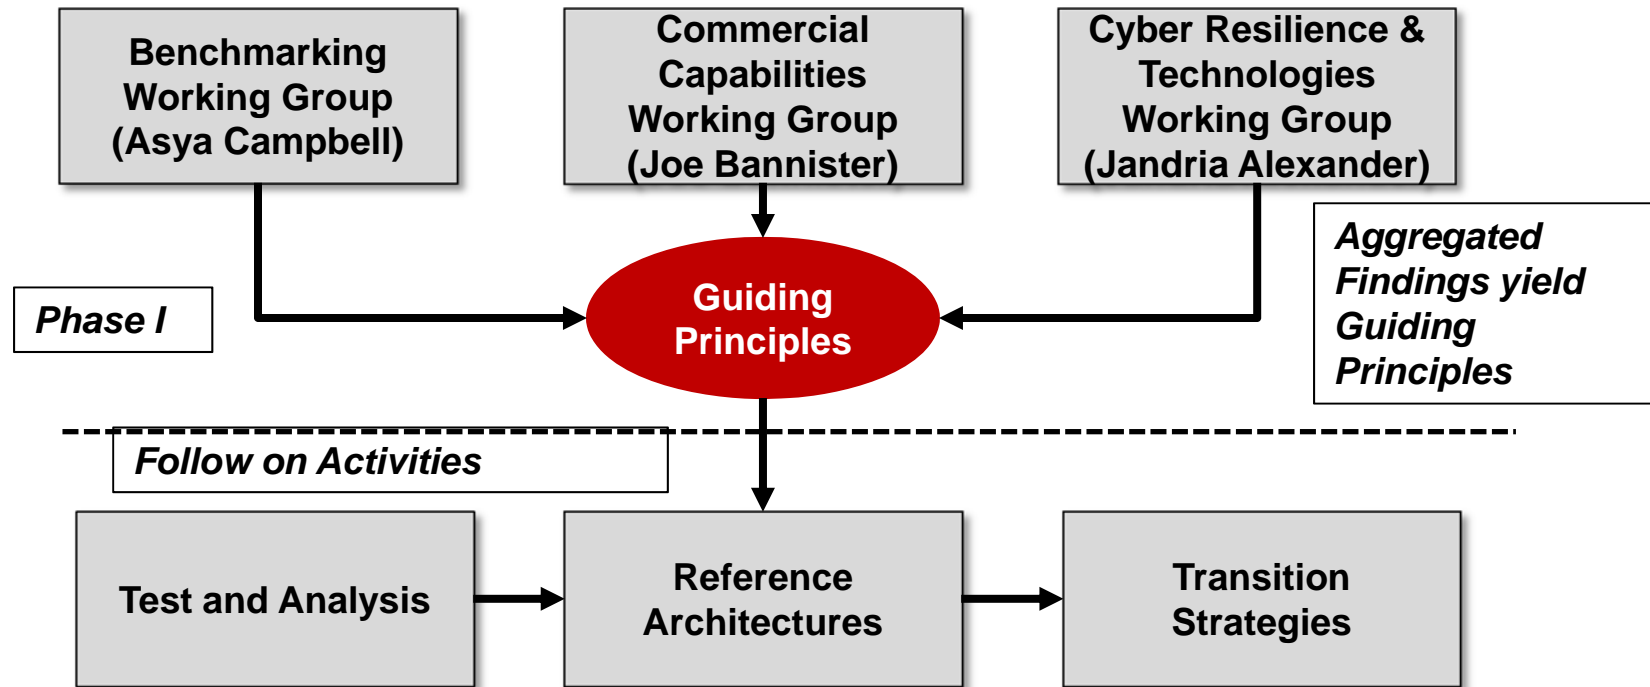 Benchmarking
Working Group
(Asya Campbell)
Commercial
Capabilities
Working Group
(Joe Bannister)
Cyber Resilience &
Technologies
Working Group
(Jandria Alexander)
Phase I
Guiding
Principles
Aggregated
Findings yield
Guiding
Principles
Follow on Activities
Test and Analysis
Reference
Architectures
Transition
Strategies